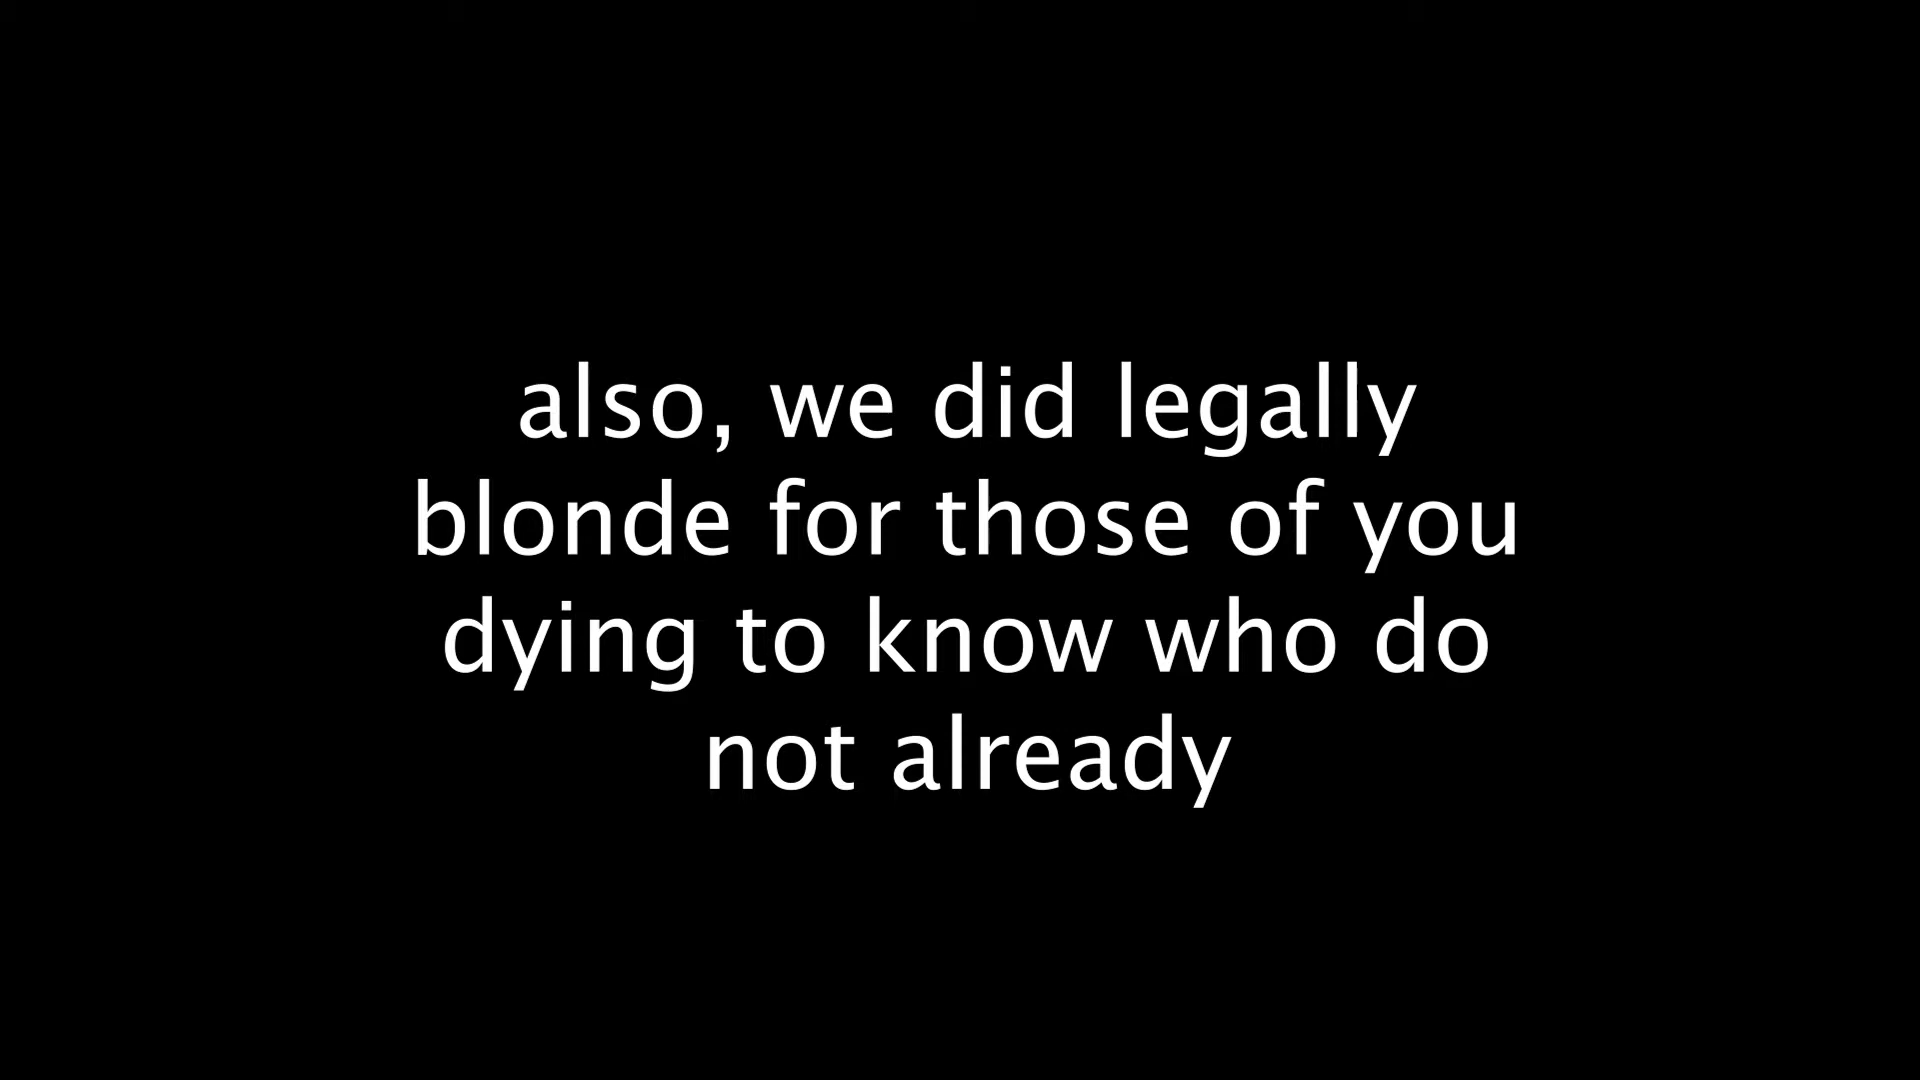 also, we did legally
blonde for those of you
dying to know who do
not already